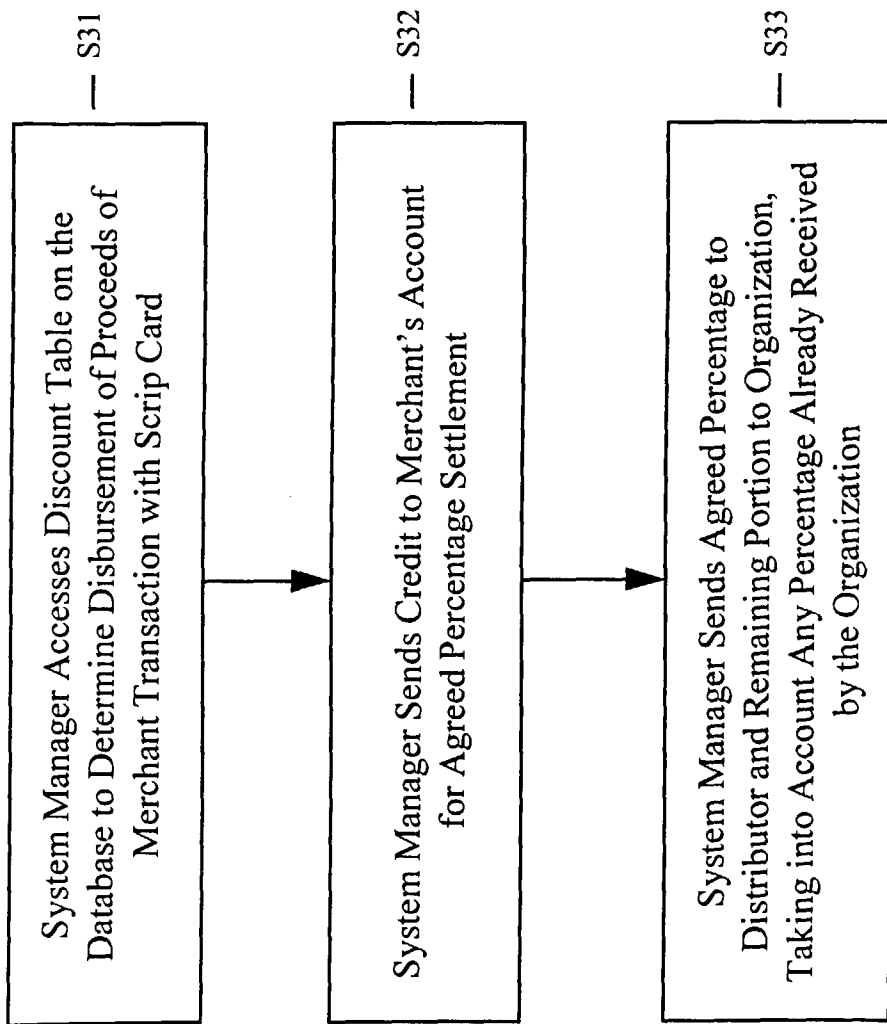 System Manager Accesses Discount Table on the
Database to Determine Disbursement of Proceeds of
Merchant Transaction with Scrip Card
S31
System Manager Sends Credit to Merchant's Account
for Agreed Percentage Settlement
S32
System Manager Sends Agreed Percentage to
Distributor and Remaining Portion to Organization,
Taking into Account Any Percentage Already Received
by the Organization
S33